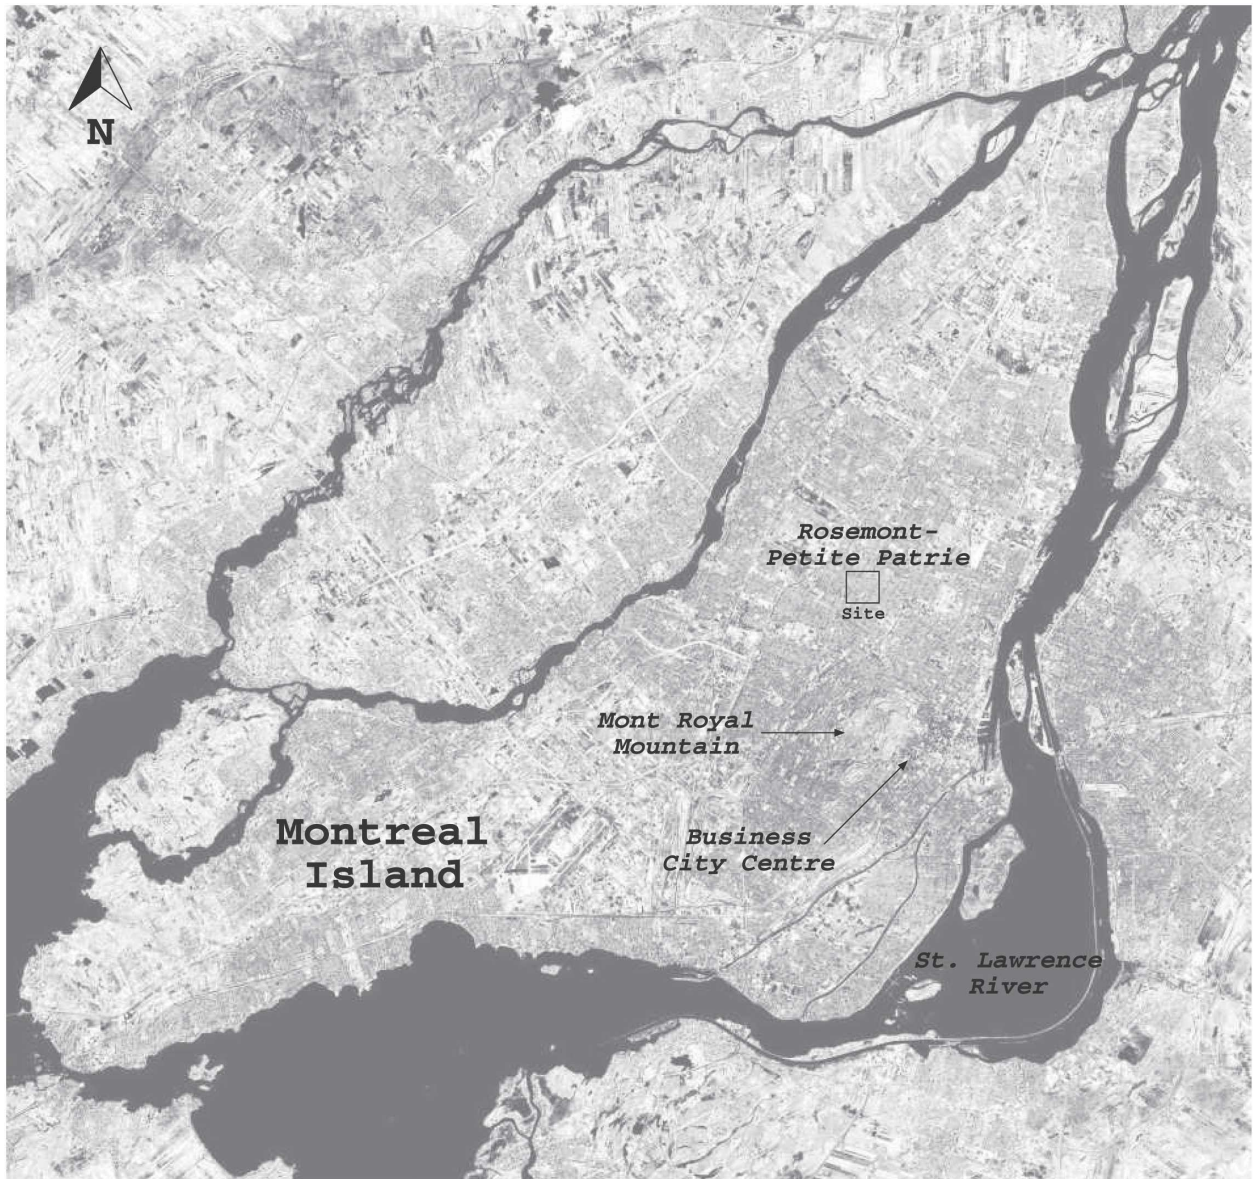 N
Rosemont-
Petite Patrie
Site
Mont Royal
Mountain
Business
City Centre
Montreal
Island
St. Lawrence
River